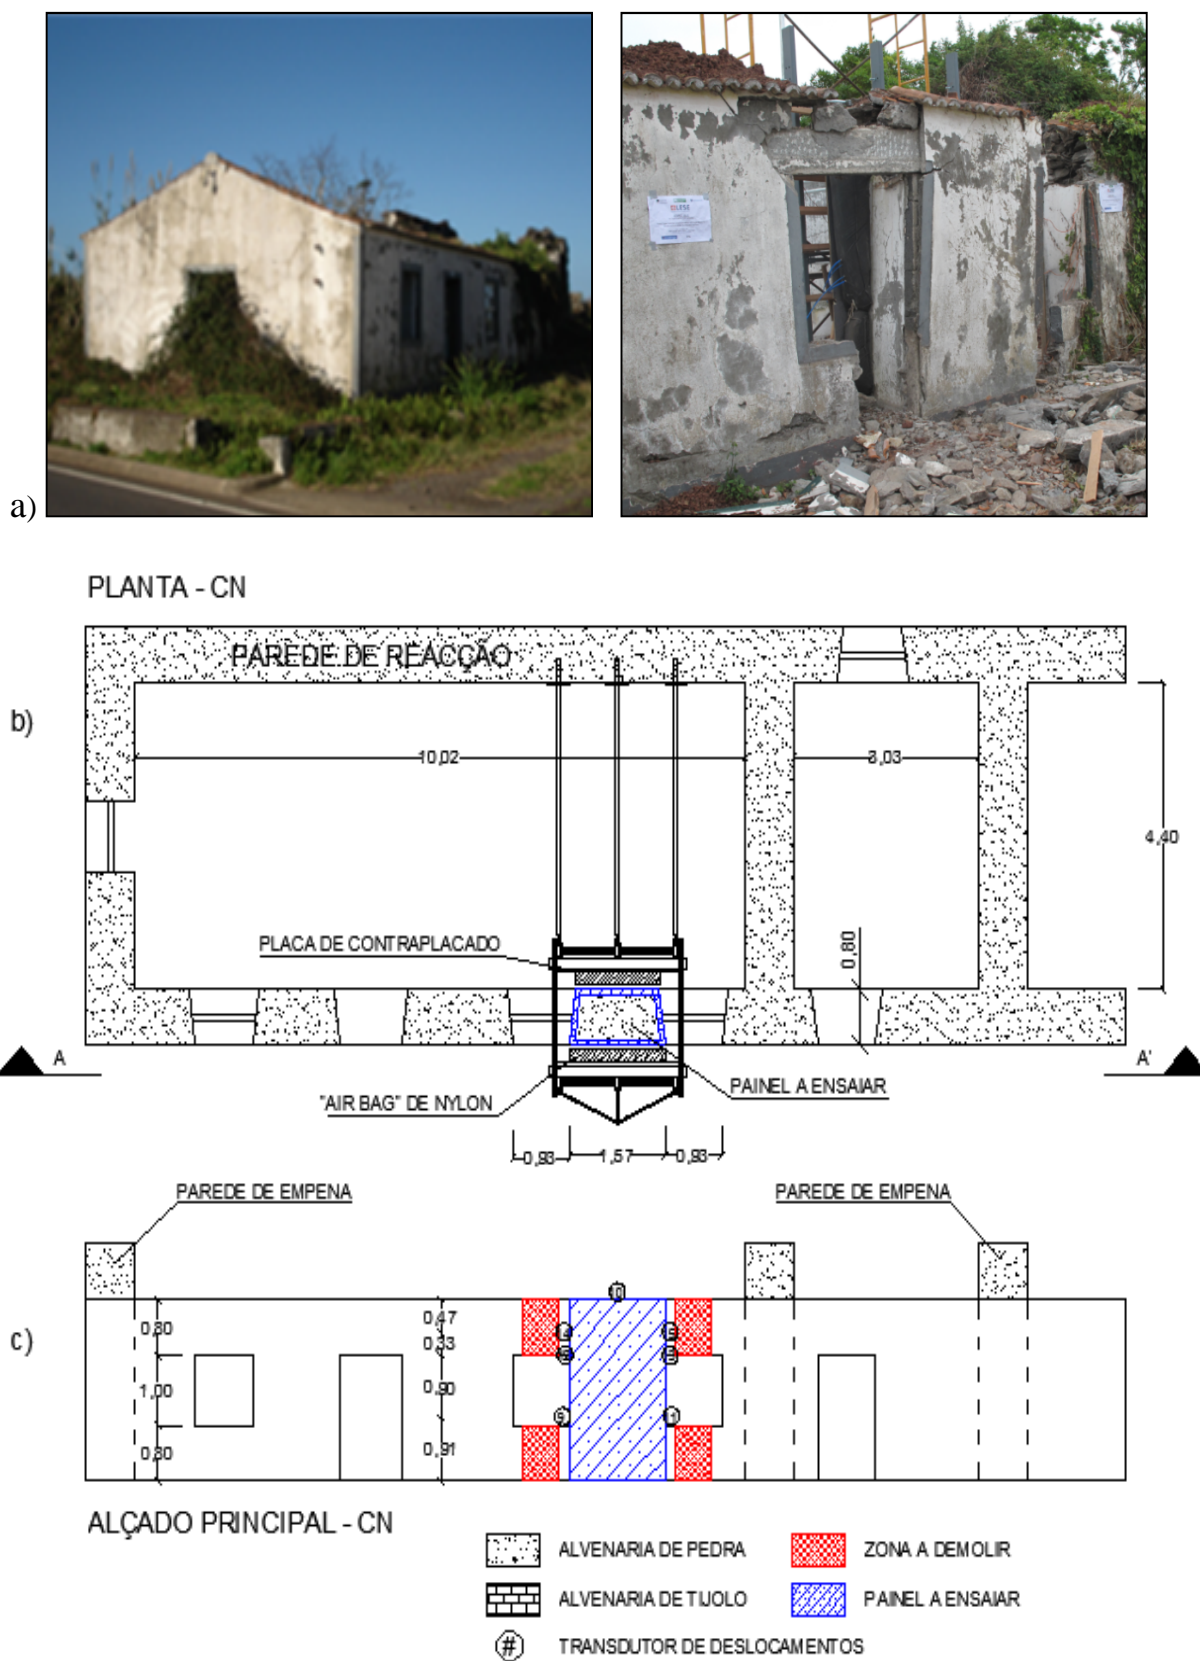 a)
PLANTA - CN
PAREDE DE REACÇÃO
b)
10,02
3,03
4,40
PLACA DE CONTRAPLACADO
0,80
A
A'
"AIR BAG" DE NYLON
PAINEL A ENSAIAR
0,93
1,57
0,93
PAREDE DE EMPENA
PAREDE DE EMPENA
10
c)
0,80
0,47
0,33
1,00
0,90
0,80
0,91
ALÇADO PRINCIPAL - CN
ALVENARIA DE PEDRA
ZONA A DEMOLIR
ALVENARIA DE TIJOLO
PAINEL A ENSAIAR
#
TRANSDUTOR DE DESLOCAMENTOS